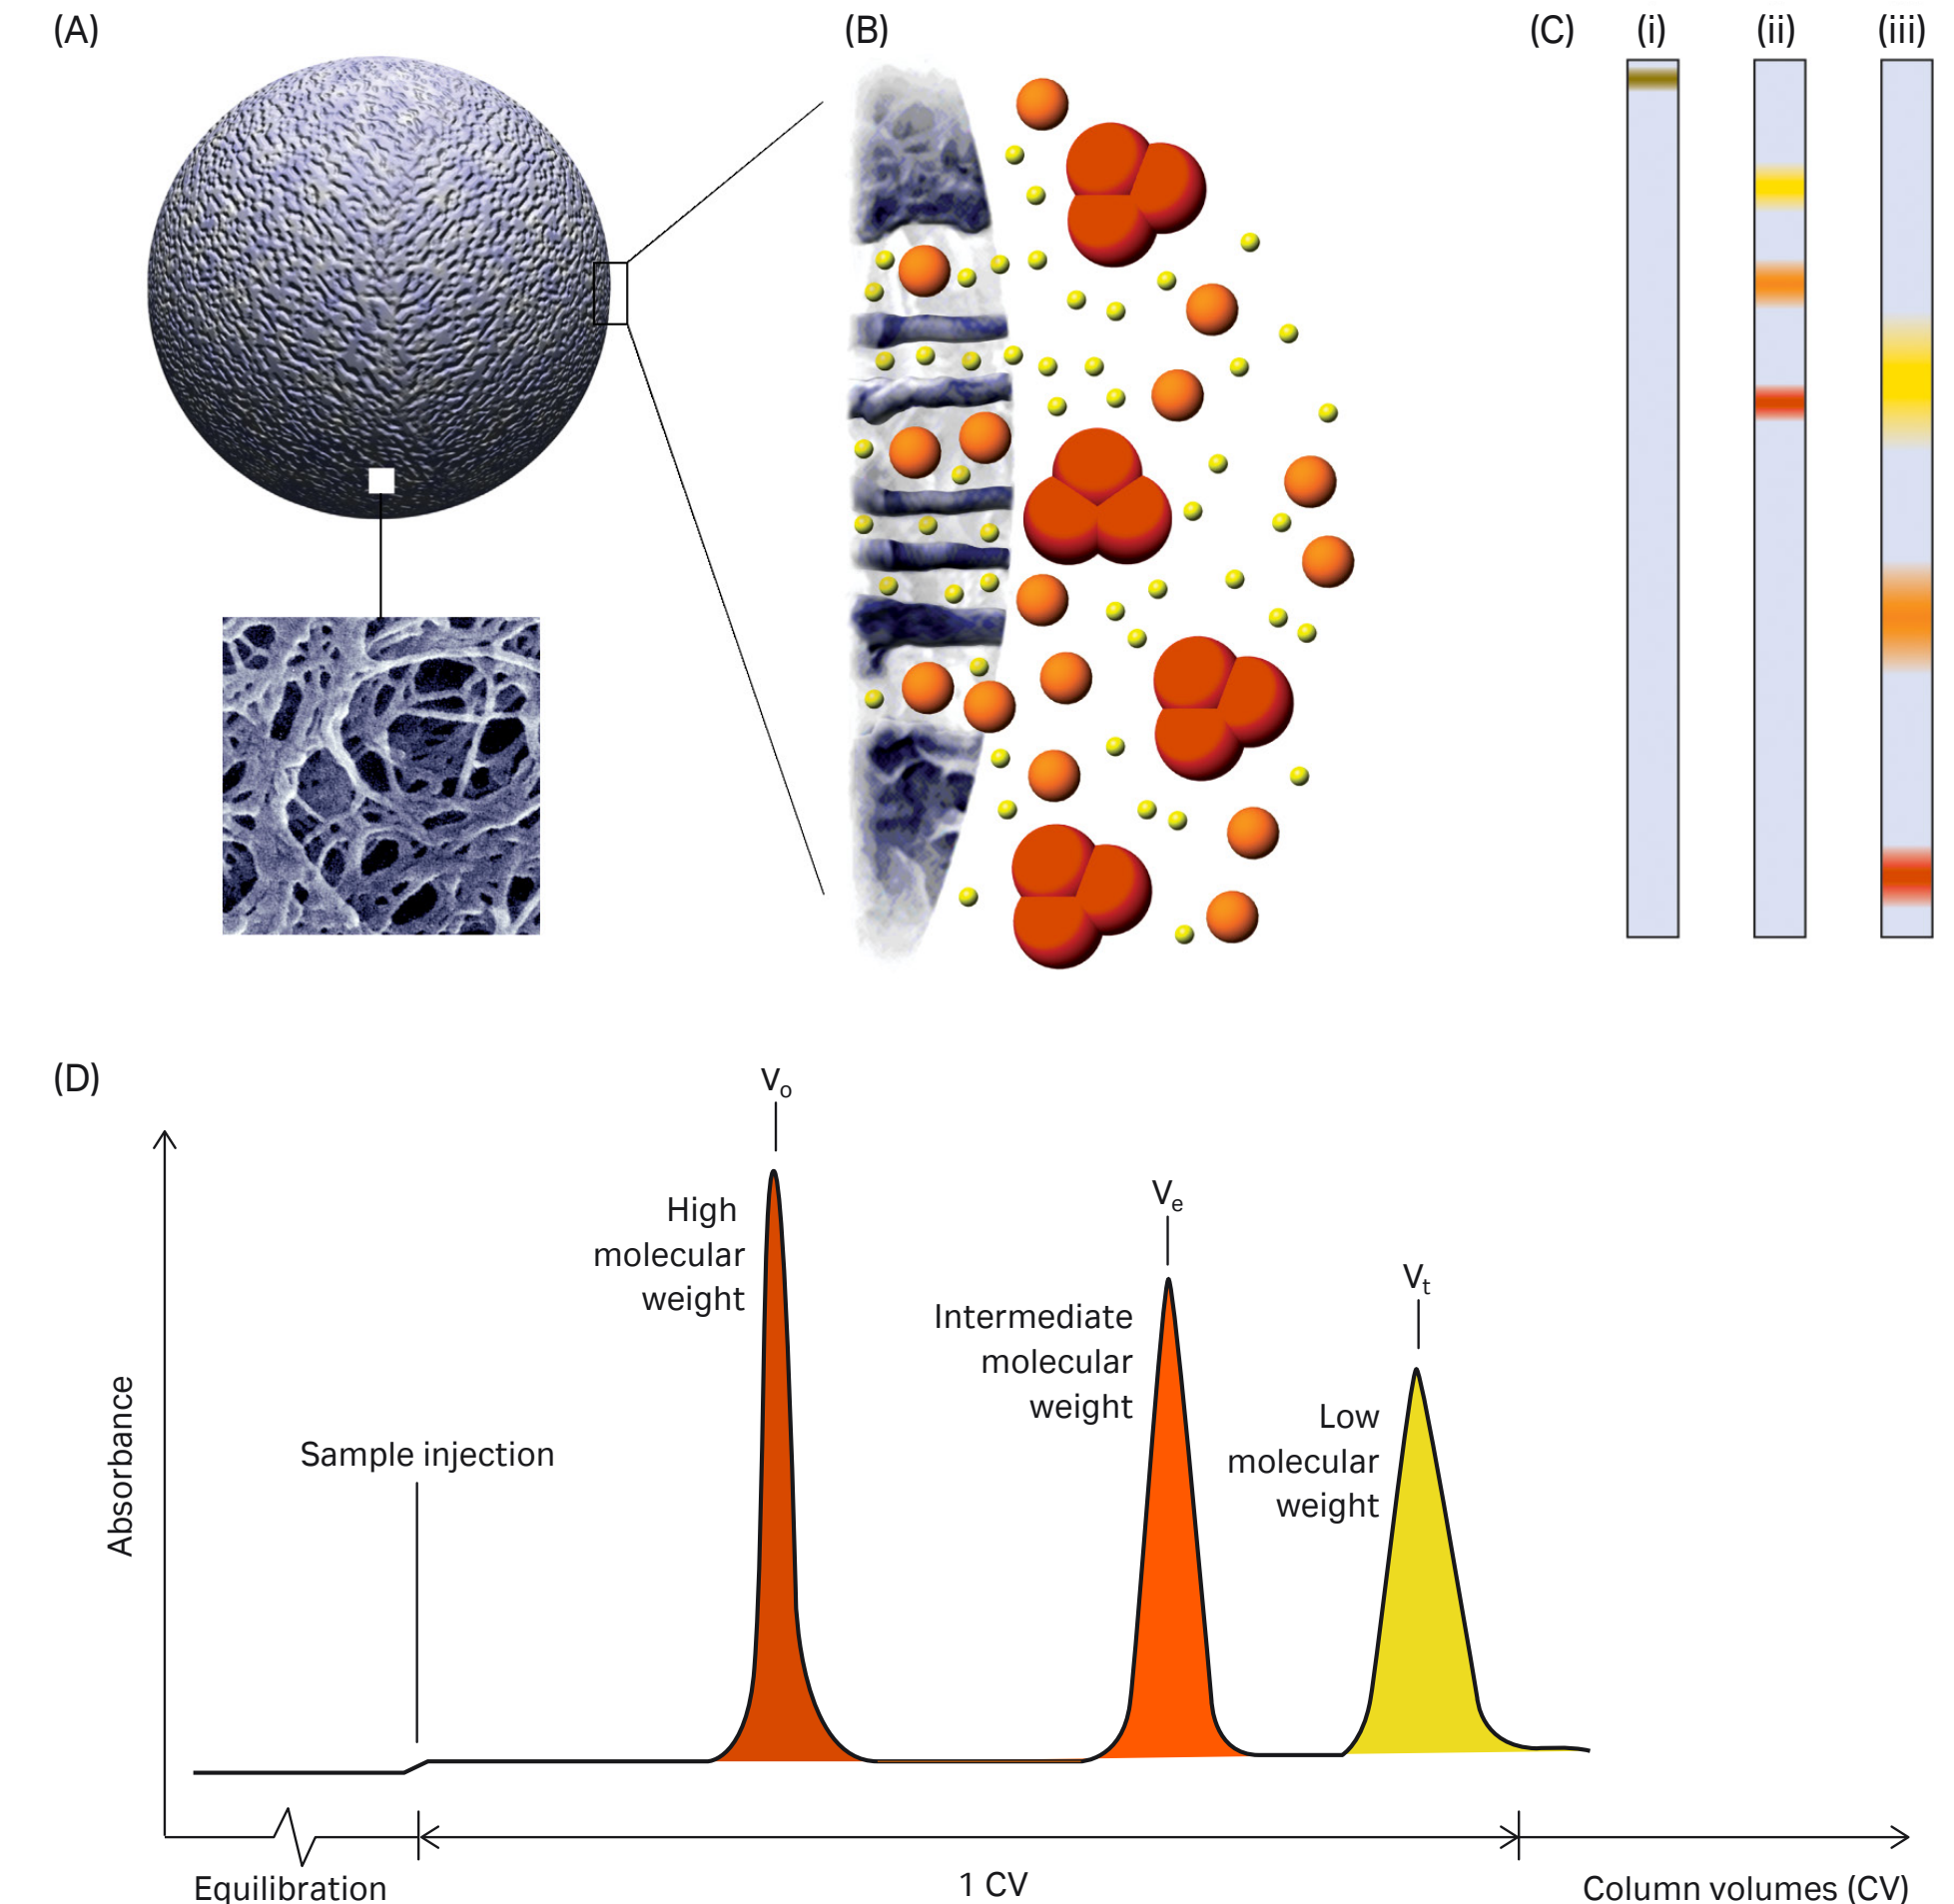 (A)
(B)
(C)
(i)
(ii)
(iii)
(D)
Vo
High
molecular
weight
Ve
Intermediate
molecular
weight
Vt
Low
molecular
weight
Sample injection
Absorbance
Equilibration
1 CV
Column volumes (CV)